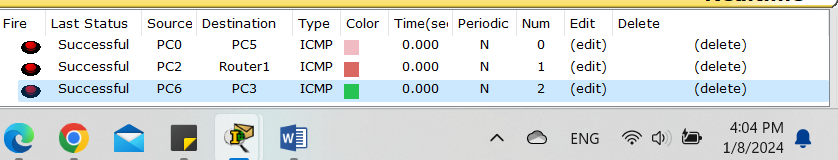 Fire Last Status Source Destination Type Color Time(sec Periodic Num Edit Delete
Successful PC0 PC5 ICMP 0.000 N 0 (edit) (delete)
Successful PC2 Router1 ICMP 0.000 N 1 (edit) (delete)
Successful PC6 PC3 ICMP 0.000 N 2 (edit) (delete)
ENG
4:04 PM
1/8/2024